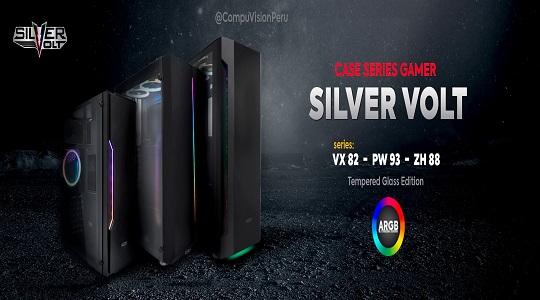 @CompuVisionPeru
SILVER
VOLT
CASE SERIES GAMER
SILVER VOLT
series:
VX 82 - PW 93 - ZH 88
Tempered Glass Edition
ARGB